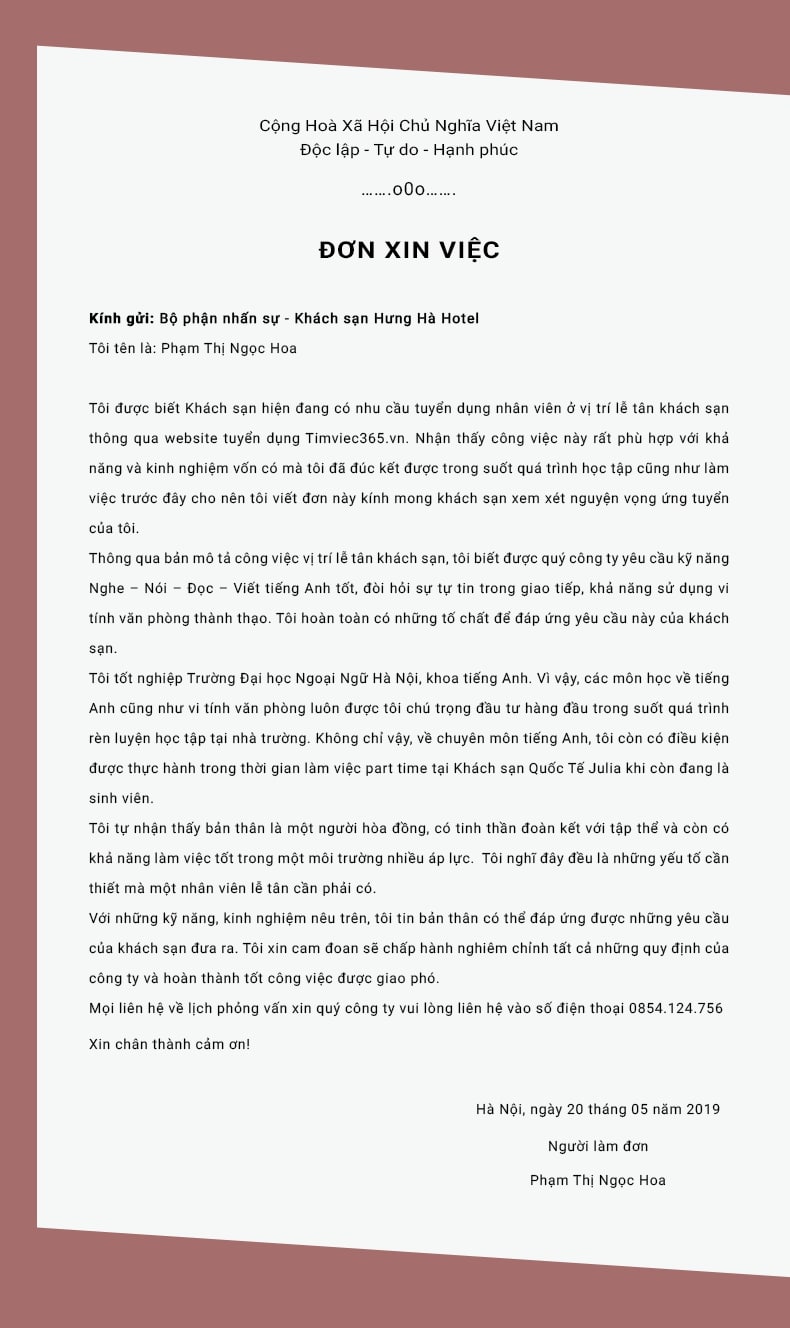 Cộng Hoà Xã Hội Chủ Nghĩa Việt Nam
Độc lập - Tự do - Hạnh phúc
…….o0o…….
ĐƠN XIN VIỆC
Kính gửi: Bộ phận nhấn sự - Khách sạn Hưng Hà Hotel
Tôi tên là: Phạm Thị Ngọc Hoa
Tôi được biết Khách sạn hiện đang có nhu cầu tuyển dụng nhân viên ở vị trí lễ tân khách sạn
thông qua website tuyển dụng Timviec365.vn. Nhận thấy công việc này rất phù hợp với khả
năng và kinh nghiệm vốn có mà tôi đã đúc kết được trong suốt quá trình học tập cũng như làm
việc trước đây cho nên tôi viết đơn này kính mong khách sạn xem xét nguyện vọng ứng tuyển
của tôi.
Thông qua bản mô tả công việc vị trí lễ tân khách sạn, tôi biết được quý công ty yêu cầu kỹ năng
Nghe – Nói – Đọc – Viết tiếng Anh tốt, đòi hỏi sự tự tin trong giao tiếp, khả năng sử dụng vi
tính văn phòng thành thạo. Tôi hoàn toàn có những tố chất để đáp ứng yêu cầu này của khách
sạn.
Tôi tốt nghiệp Trường Đại học Ngoại Ngữ Hà Nội, khoa tiếng Anh. Vì vậy, các môn học về tiếng
Anh cũng như vi tính văn phòng luôn được tôi chú trọng đầu tư hàng đầu trong suốt quá trình
rèn luyện học tập tại nhà trường. Không chỉ vậy, về chuyên môn tiếng Anh, tôi còn có điều kiện
được thực hành trong thời gian làm việc part time tại Khách sạn Quốc Tế Julia khi còn đang là
sinh viên.
Tôi tự nhận thấy bản thân là một người hòa đồng, có tinh thần đoàn kết với tập thể và còn có
khả năng làm việc tốt trong một môi trường nhiều áp lực. Tôi nghĩ đây đều là những yếu tố cần
thiết mà một nhân viên lễ tân cần phải có.
Với những kỹ năng, kinh nghiệm nêu trên, tôi tin bản thân có thể đáp ứng được những yêu cầu
của khách sạn đưa ra. Tôi xin cam đoan sẽ chấp hành nghiêm chỉnh tất cả những quy định của
công ty và hoàn thành tốt công việc được giao phó.
Mọi liên hệ về lịch phỏng vấn xin quý công ty vui lòng liên hệ vào số điện thoại 0854.124.756
Xin chân thành cảm ơn!
Hà Nội, ngày 20 tháng 05 năm 2019
Người làm đơn
Phạm Thị Ngọc Hoa